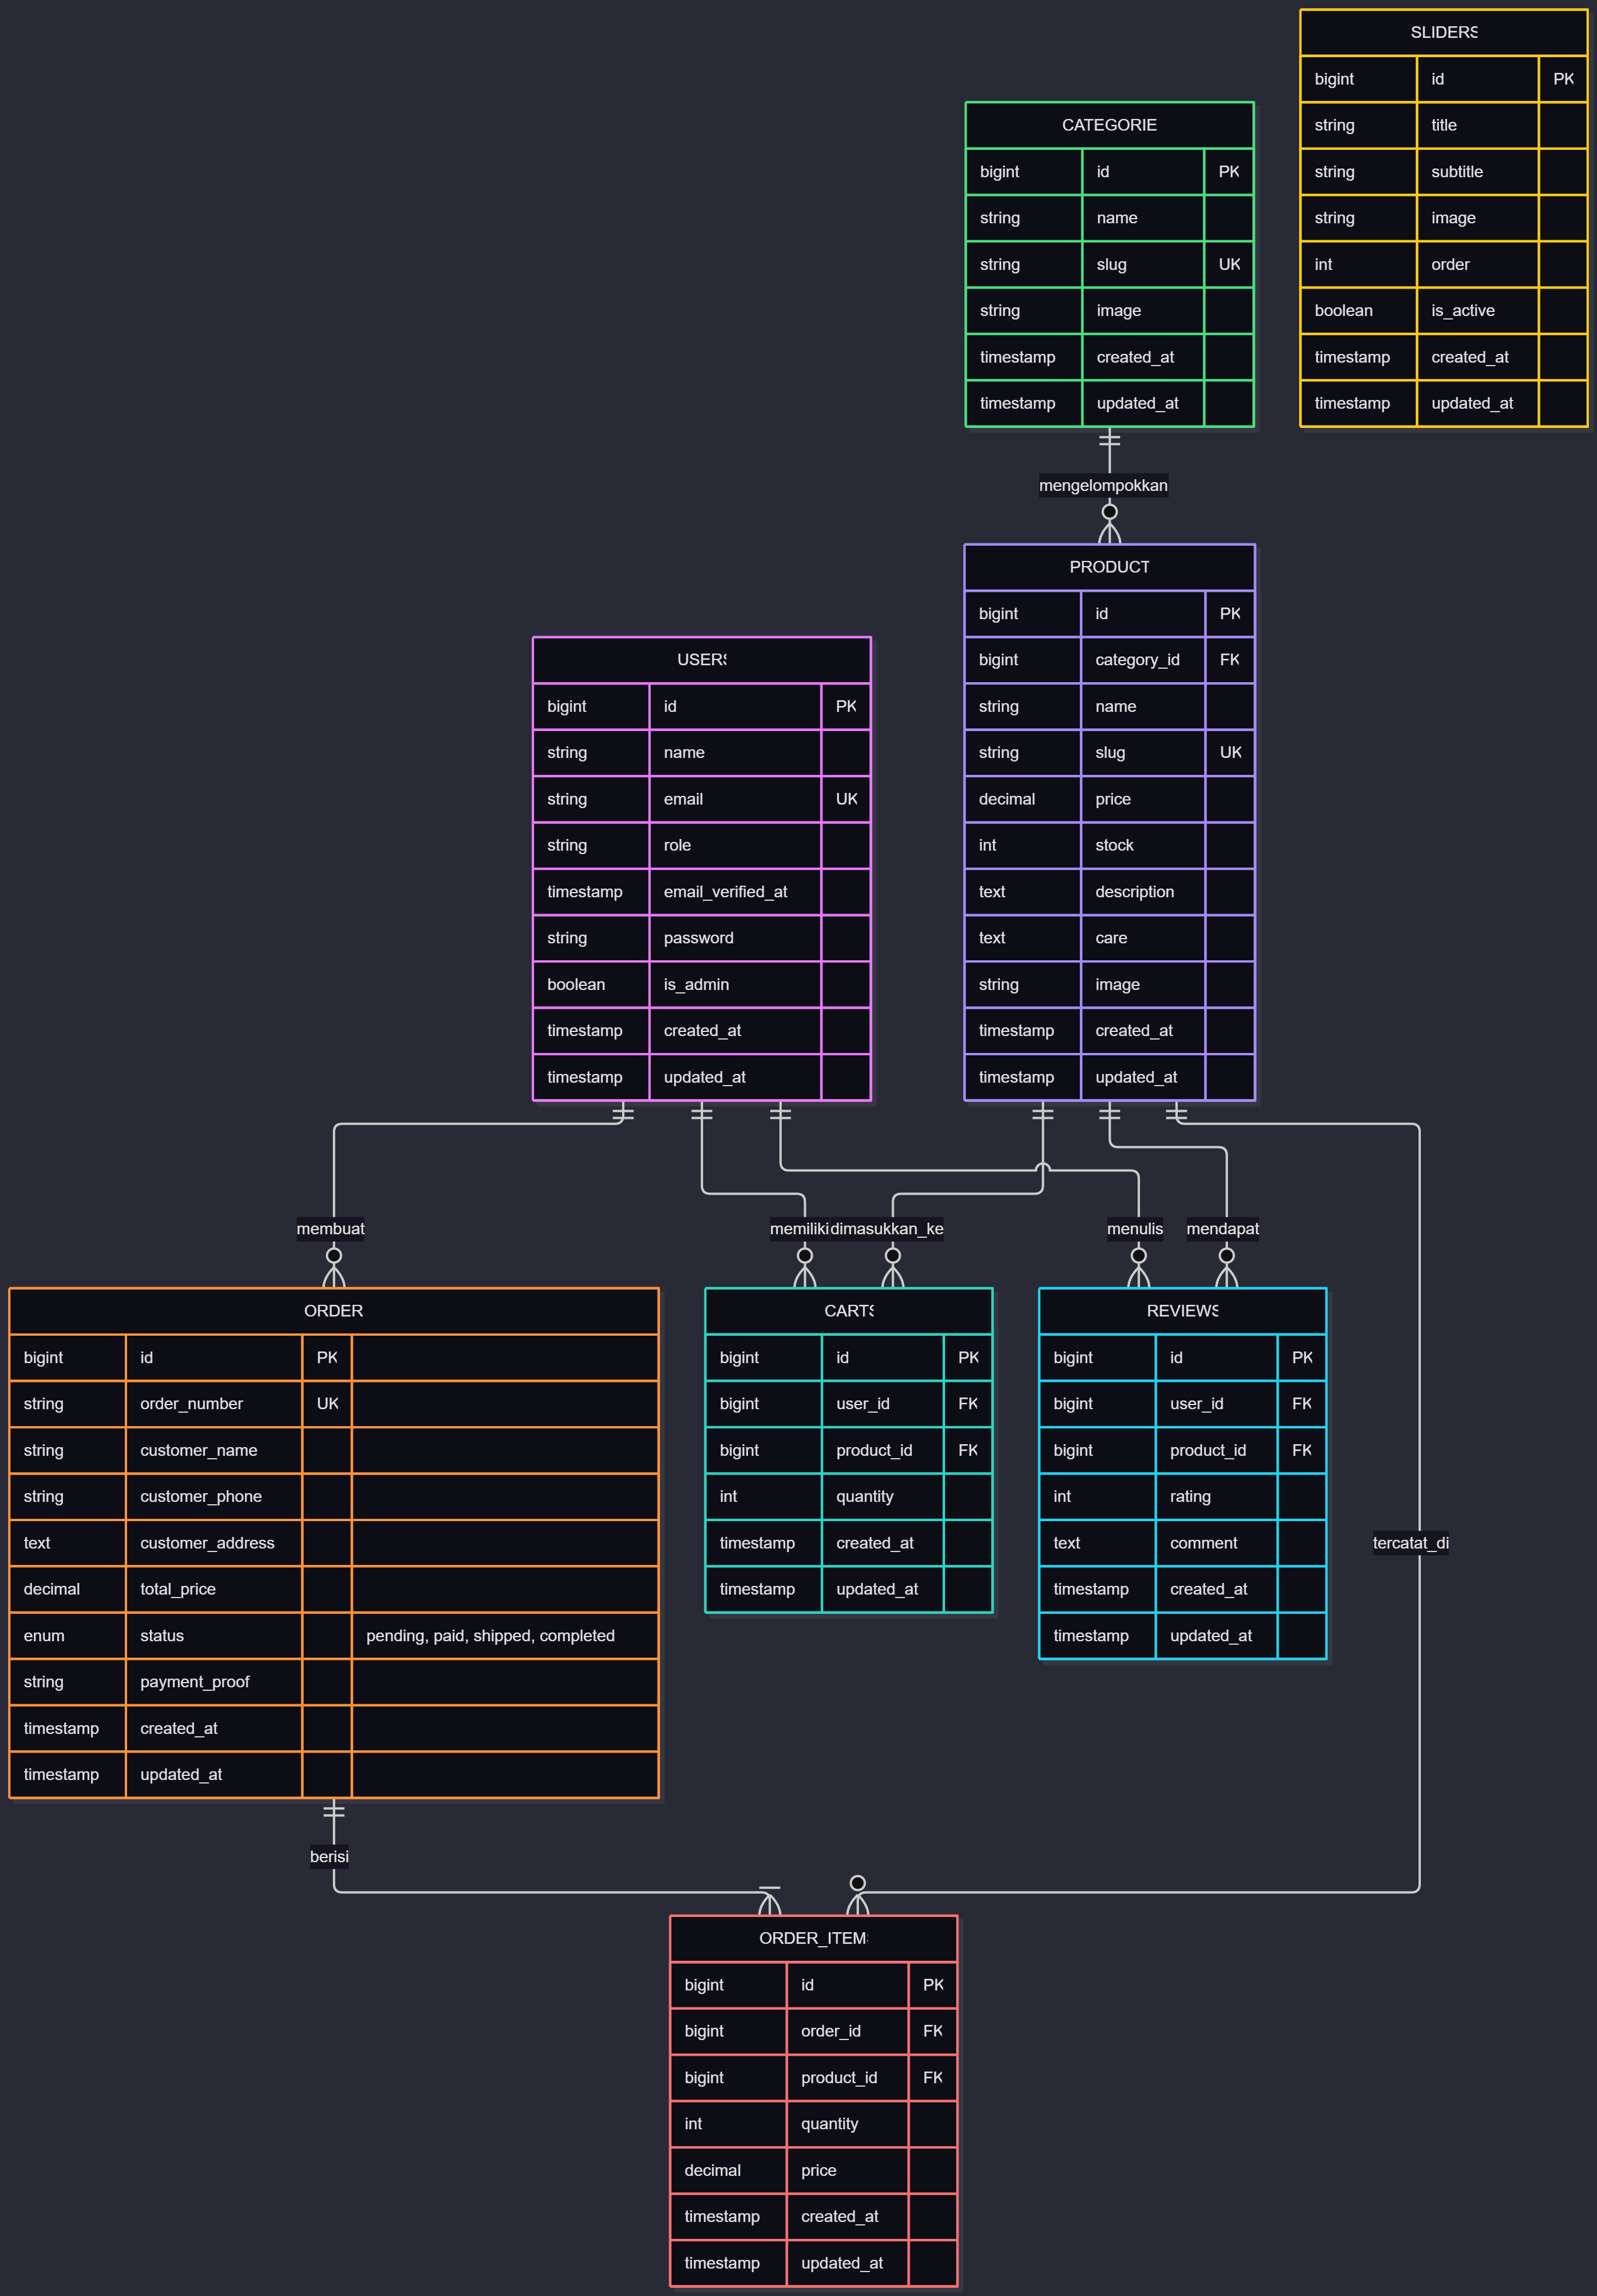 SLIDERS
bigint id PK
string title
string subtitle
string image
int order
boolean is_active
timestamp created_at
timestamp updated_at
CATEGORIE
bigint id PK
string name
string slug UK
string image
timestamp created_at
timestamp updated_at
mengelompokkan
PRODUCT
bigint id PK
bigint category_id FK
string name
string slug UK
decimal price
int stock
text description
text care
string image
timestamp created_at
timestamp updated_at
USERS
bigint id PK
string name
string email UK
string role
timestamp email_verified_at
string password
boolean is_admin
timestamp created_at
timestamp updated_at
membuat
memiliki
dimasukkan_ke
menulis
mendapat
ORDER
bigint id PK
string order_number UK
string customer_name
string customer_phone
text customer_address
decimal total_price
enum status pending, paid, shipped, completed
string payment_proof
timestamp created_at
timestamp updated_at
CARTS
bigint id PK
bigint user_id FK
bigint product_id FK
int quantity
timestamp created_at
timestamp updated_at
REVIEWS
bigint id PK
bigint user_id FK
bigint product_id FK
int rating
text comment
timestamp created_at
timestamp updated_at
tercatat_di
berisi
ORDER_ITEM
bigint id PK
bigint order_id FK
bigint product_id FK
int quantity
decimal price
timestamp created_at
timestamp updated_at